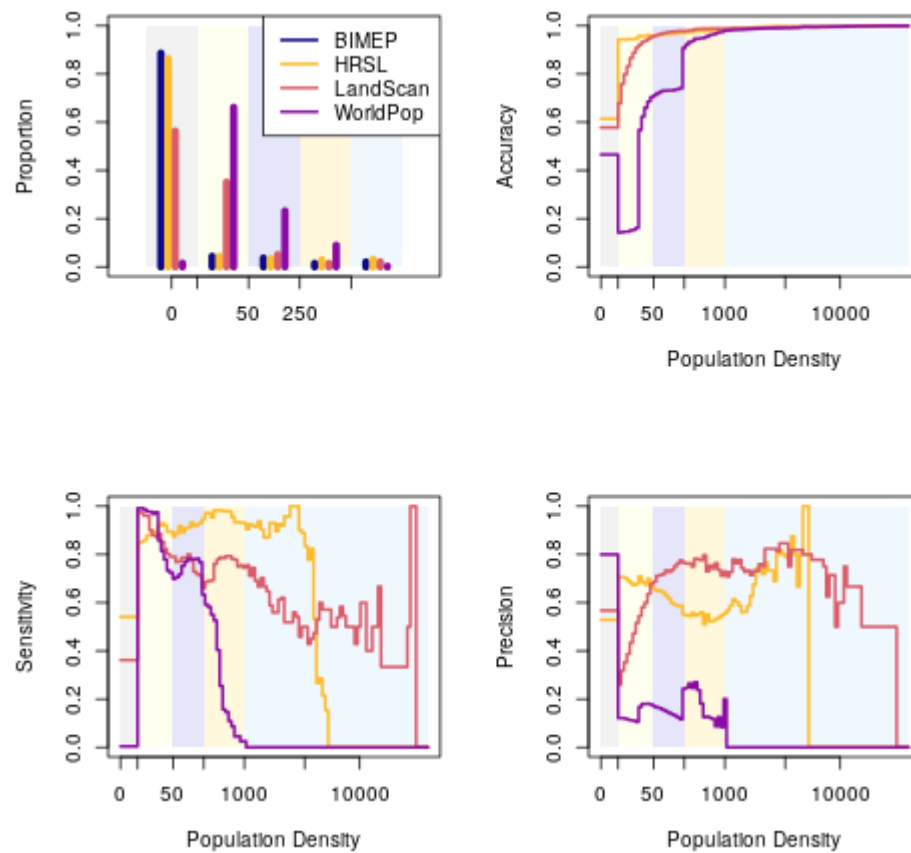 BIMEP
HRSL
LandScan
WorldPop
Proportion
0.0 0.2 0.4 0.6 0.8 1.0
0 50 250
Accuracy
0.0 0.2 0.4 0.6 0.8 1.0
0 50 1000 10000
Population Density
Sensitivity
0.0 0.2 0.4 0.6 0.8 1.0
0 50 1000 10000
Population Density
Precision
0.0 0.2 0.4 0.6 0.8 1.0
0 50 1000 10000
Population Density